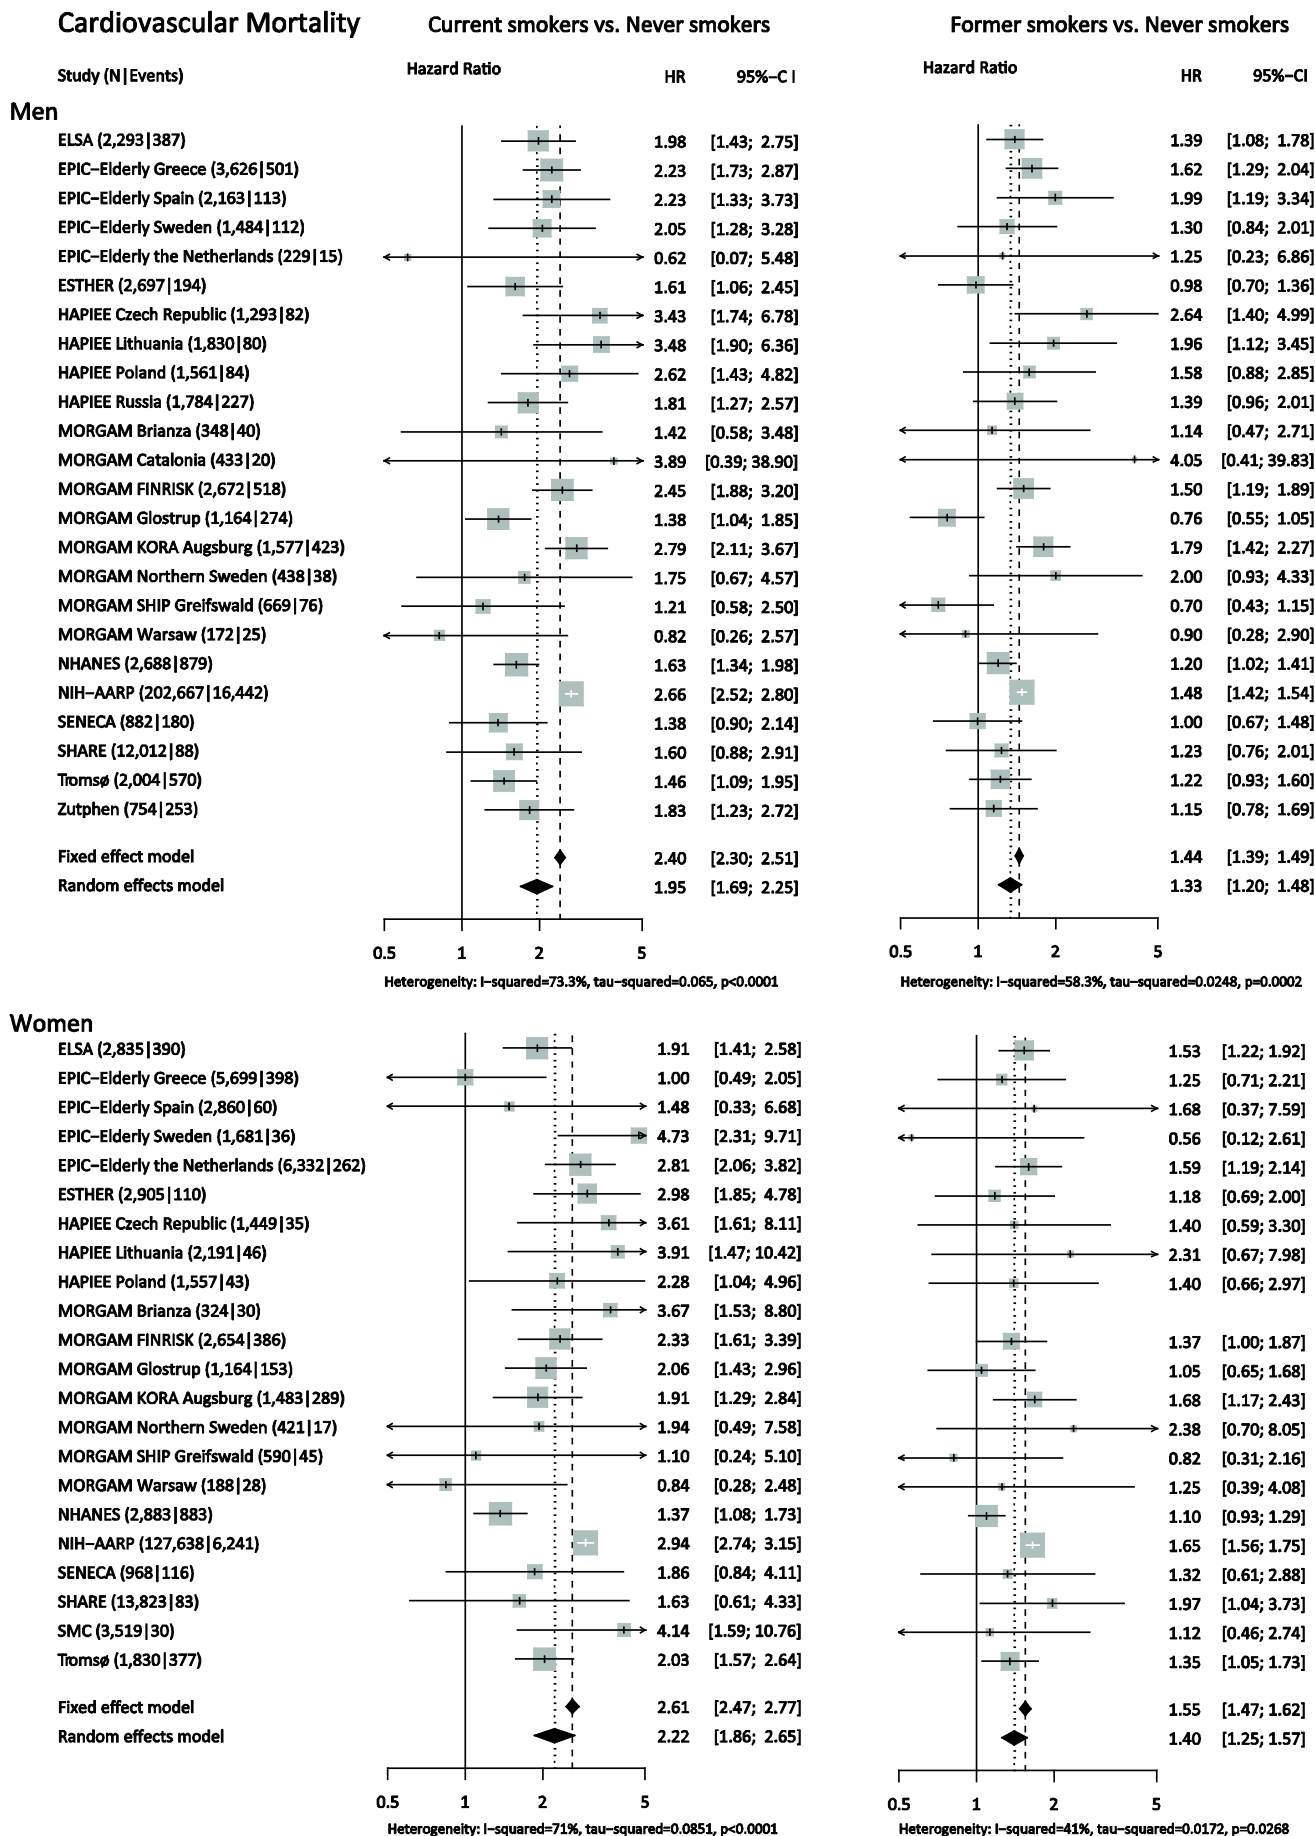 Cardiovascular Mortality Current smokers vs. Never smokers Former smokers vs. Never smokers
Study (N|Events) Hazard Ratio HR 95%−C I Hazard Ratio HR 95%−CI
Men
ELSA (2,293|387) 1.98 [1.43; 2.75] 1.39 [1.08; 1.78]
EPIC−Elderly Greece (3,626|501) 2.23 [1.73; 2.87] 1.62 [1.29; 2.04]
EPIC−Elderly Spain (2,163|113) 2.23 [1.33; 3.73] 1.99 [1.19; 3.34]
EPIC−Elderly Sweden (1,484|112) 2.05 [1.28; 3.28] 1.30 [0.84; 2.01]
EPIC−Elderly the Netherlands (229|15) 0.62 [0.07; 5.48] 1.25 [0.23; 6.86]
ESTHER (2,697|194) 1.61 [1.06; 2.45] 0.98 [0.70; 1.36]
HAPIEE Czech Republic (1,293|82) 3.43 [1.74; 6.78] 2.64 [1.40; 4.99]
HAPIEE Lithuania (1,830|80) 3.48 [1.90; 6.36] 1.96 [1.12; 3.45]
HAPIEE Poland (1,561|84) 2.62 [1.43; 4.82] 1.58 [0.88; 2.85]
HAPIEE Russia (1,784|227) 1.81 [1.27; 2.57] 1.39 [0.96; 2.01]
MORGAM Brianza (348|40) 1.42 [0.58; 3.48] 1.14 [0.47; 2.71]
MORGAM Catalonia (433|20) 3.89 [0.39; 38.90] 4.05 [0.41; 39.83]
MORGAM FINRISK (2,672|518) 2.45 [1.88; 3.20] 1.50 [1.19; 1.89]
MORGAM Glostrup (1,164|274) 1.38 [1.04; 1.85] 0.76 [0.55; 1.05]
MORGAM KORA Augsburg (1,577|423) 2.79 [2.11; 3.67] 1.79 [1.42; 2.27]
MORGAM Northern Sweden (438|38) 1.75 [0.67; 4.57] 2.00 [0.93; 4.33]
MORGAM SHIP Greifswald (669|76) 1.21 [0.58; 2.50] 0.70 [0.43; 1.15]
MORGAM Warsaw (172|25) 0.82 [0.26; 2.57] 0.90 [0.28; 2.90]
NHANES (2,688|879) 1.63 [1.34; 1.98] 1.20 [1.02; 1.41]
NIH−AARP (202,667|16,442) 2.66 [2.52; 2.80] 1.48 [1.42; 1.54]
SENECA (882|180) 1.38 [0.90; 2.14] 1.00 [0.67; 1.48]
SHARE (12,012|88) 1.60 [0.88; 2.91] 1.23 [0.76; 2.01]
Tromsø (2,004|570) 1.46 [1.09; 1.95] 1.22 [0.93; 1.60]
Zutphen (754|253) 1.83 [1.23; 2.72] 1.15 [0.78; 1.69]
Fixed effect model 2.40 [2.30; 2.51] 1.44 [1.39; 1.49]
Random effects model 1.95 [1.69; 2.25] 1.33 [1.20; 1.48]
0.5 1 2 5 0.5 1 2 5
Heterogeneity: I−squared=73.3%, tau−squared=0.065, p<0.0001 Heterogeneity: I−squared=58.3%, tau−squared=0.0248, p=0.0002
Women
ELSA (2,835|390) 1.91 [1.41; 2.58] 1.53 [1.22; 1.92]
EPIC−Elderly Greece (5,699|398) 1.00 [0.49; 2.05] 1.25 [0.71; 2.21]
EPIC−Elderly Spain (2,860|60) 1.48 [0.33; 6.68] 1.68 [0.37; 7.59]
EPIC−Elderly Sweden (1,681|36) 4.73 [2.31; 9.71] 0.56 [0.12; 2.61]
EPIC−Elderly the Netherlands (6,332|262) 2.81 [2.06; 3.82] 1.59 [1.19; 2.14]
ESTHER (2,905|110) 2.98 [1.85; 4.78] 1.18 [0.69; 2.00]
HAPIEE Czech Republic (1,449|35) 3.61 [1.61; 8.11] 1.40 [0.59; 3.30]
HAPIEE Lithuania (2,191|46) 3.91 [1.47; 10.42] 2.31 [0.67; 7.98]
HAPIEE Poland (1,557|43) 2.28 [1.04; 4.96] 1.40 [0.66; 2.97]
MORGAM Brianza (324|30) 3.67 [1.53; 8.80]
MORGAM FINRISK (2,654|386) 2.33 [1.61; 3.39] 1.37 [1.00; 1.87]
MORGAM Glostrup (1,164|153) 2.06 [1.43; 2.96] 1.05 [0.65; 1.68]
MORGAM KORA Augsburg (1,483|289) 1.91 [1.29; 2.84] 1.68 [1.17; 2.43]
MORGAM Northern Sweden (421|17) 1.94 [0.49; 7.58] 2.38 [0.70; 8.05]
MORGAM SHIP Greifswald (590|45) 1.10 [0.24; 5.10] 0.82 [0.31; 2.16]
MORGAM Warsaw (188|28) 0.84 [0.28; 2.48] 1.25 [0.39; 4.08]
NHANES (2,883|883) 1.37 [1.08; 1.73] 1.10 [0.93; 1.29]
NIH−AARP (127,638|6,241) 2.94 [2.74; 3.15] 1.65 [1.56; 1.75]
SENECA (968|116) 1.86 [0.84; 4.11] 1.32 [0.61; 2.88]
SHARE (13,823|83) 1.63 [0.61; 4.33] 1.97 [1.04; 3.73]
SMC (3,519|30) 4.14 [1.59; 10.76] 1.12 [0.46; 2.74]
Tromsø (1,830|377) 2.03 [1.57; 2.64] 1.35 [1.05; 1.73]
Fixed effect model 2.61 [2.47; 2.77] 1.55 [1.47; 1.62]
Random effects model 2.22 [1.86; 2.65] 1.40 [1.25; 1.57]
0.5 1 2 5 0.5 1 2 5
Heterogeneity: I−squared=71%, tau−squared=0.0851, p<0.0001 Heterogeneity: I−squared=41%, tau−squared=0.0172, p=0.0268